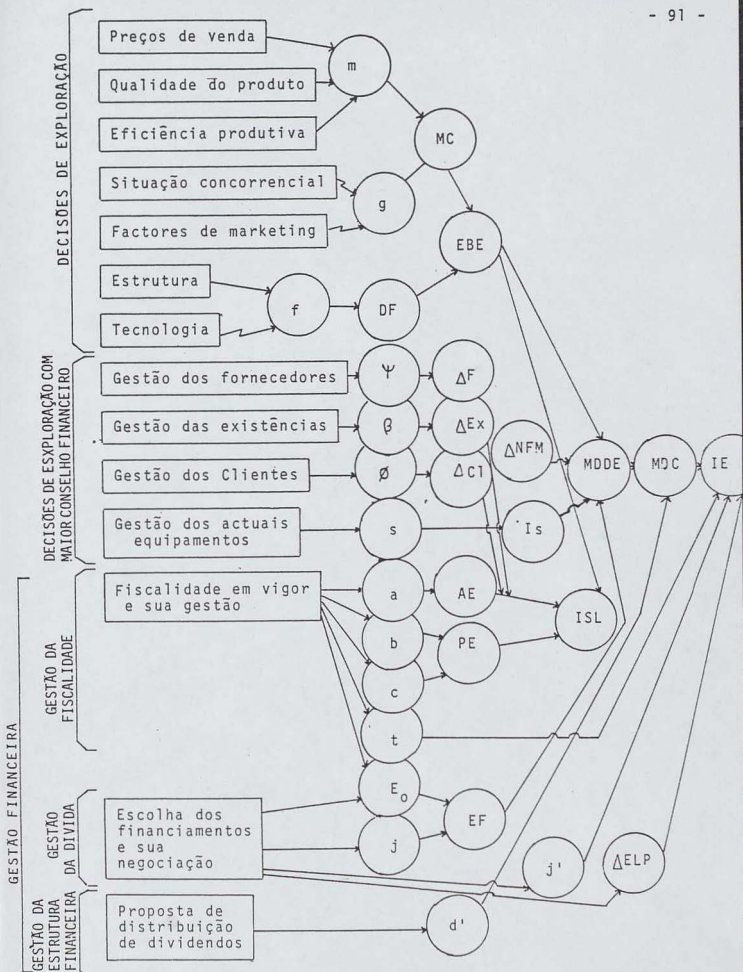 - 91 -
DECISÕES DE EXPLORAÇÃO
Preços de venda
Qualidade do produto
Eficiência produtiva
Situação concorrencial
Factores de marketing
Estrutura
Tecnologia
m
g
f
MC
DF
EBE
DECISÕES DE ESXPLORAÇÃO COM
MAIOR CONSELHO FINANCEIRO
Gestão dos fornecedores
Gestão das existências
Gestão dos Clientes
Gestão dos actuais
equipamentos
Ψ
β
Ø
s
ΔF
ΔEx
ΔCl
ΔNFM
Is
MDDE
MDC
IE
GESTÃO FINANCEIRA
GESTÃO DA
FISCALIDADE
Fiscalidade em vigor
e sua gestão
a
b
c
t
AE
PE
ISL
GESTÃO
DA DIVIDA
Escolha dos
financiamentos
e sua
negociação
Eo
j
EF
j'
ΔELP
GESTÃO DA
ESTRUTURA
FINANCEIRA
Proposta de
distribuição
de dividendos
d'